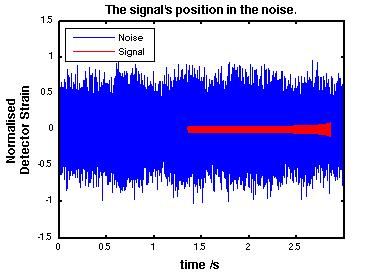 The signal's position in the noise.
Noise
Signal
Normalised
Detector Strain
1.5
1
0.5
0
-0.5
-1
-1.5
0
0.5
1
1.5
2
2.5
time /s